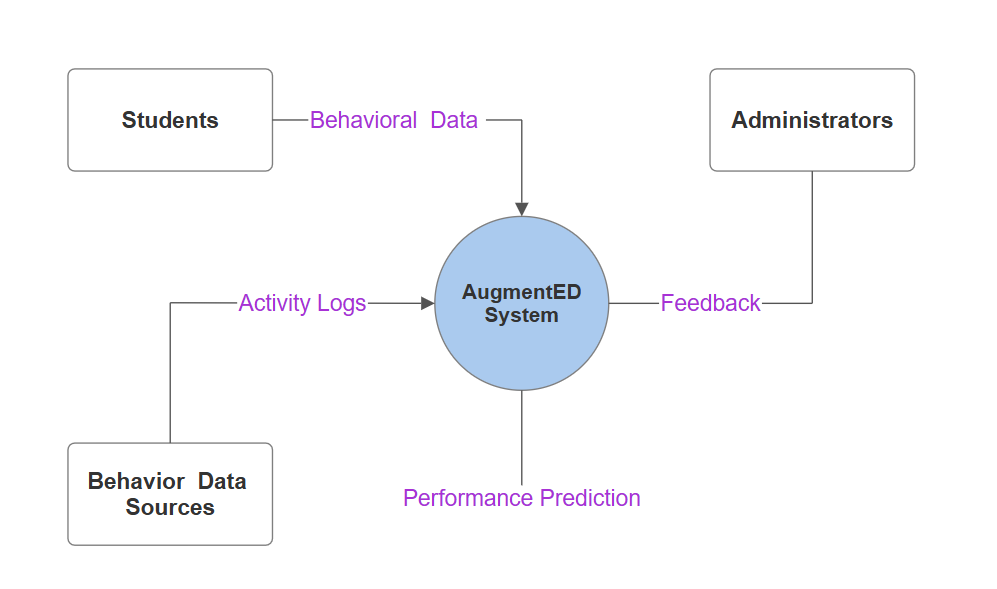 Students
Behavioral Data
Administrators
AugmentED
System
Activity Logs
Feedback
Behavior Data
Sources
Performance Prediction